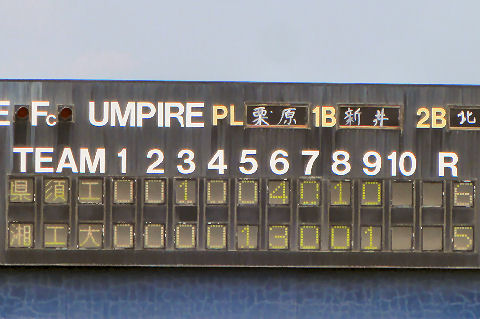 E Fc UMPIRE PL 栗原 1B 新井 2B 北
TEAM 1 2 3 4 5 6 7 8 9 10 R
県須工 0 0 1 0 0 4 0 1 0 6
湘工大 0 0 0 0 1 3 0 0 1 5